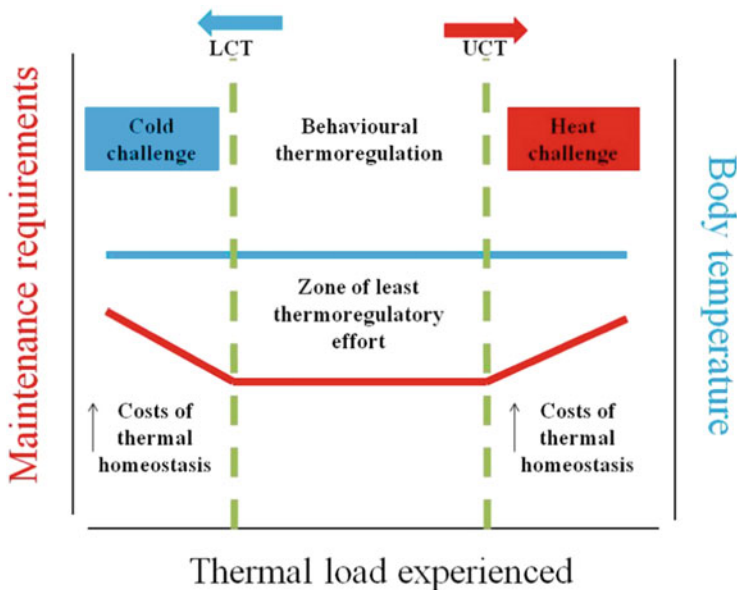 LCT
UCT
Maintenance requirements
Cold
challenge
Behavioural
thermoregulation
Heat
challenge
Body temperature
Zone of least
thermoregulatory
effort
Costs of
thermal
homeostasis
Costs of
thermal
homeostasis
Thermal load experienced